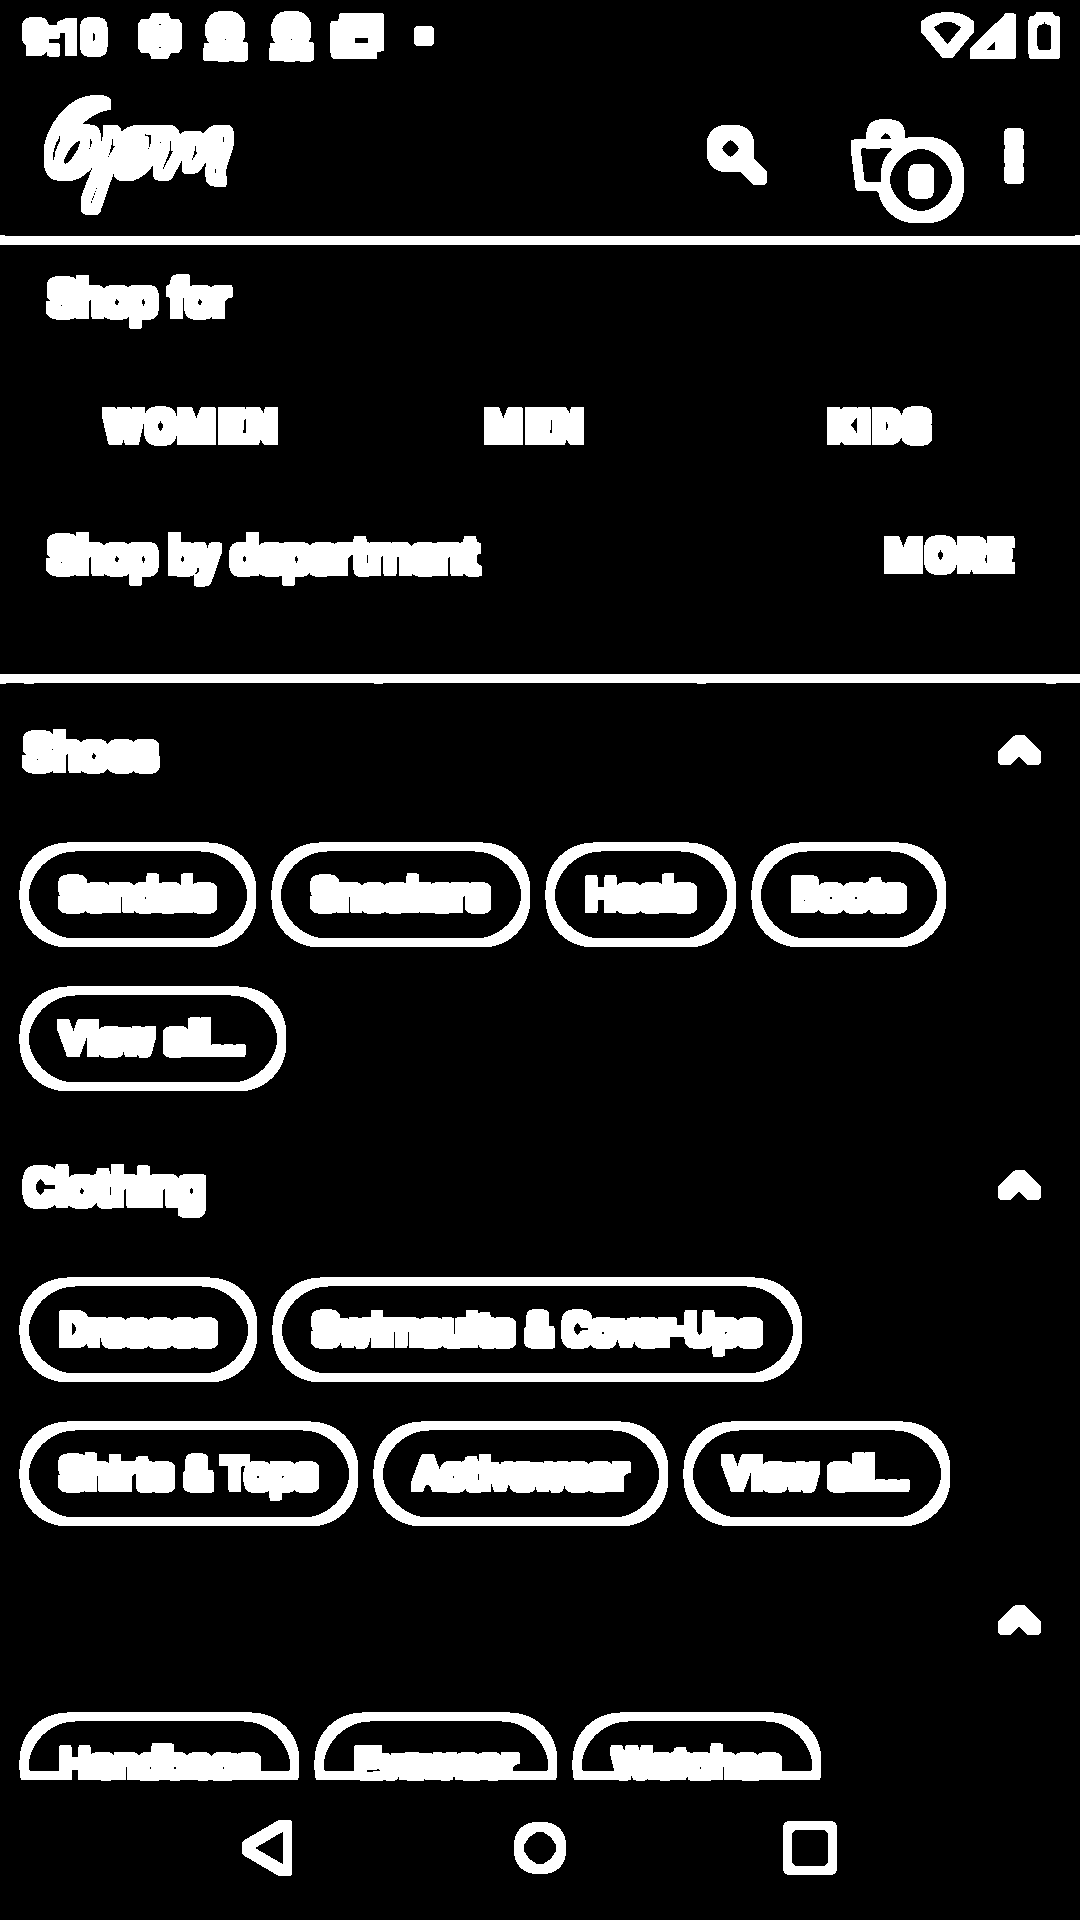 9:10
6pm
Shop for
WOMEN MEN KIDS
Shop by department MORE
Shoes
Sandals Sneakers Heels Boots
View all...
Clothing
Dresses Swimsuits & Cover-Ups
Shirts & Tops Activewear View all...
Handbags Eyewear Watches